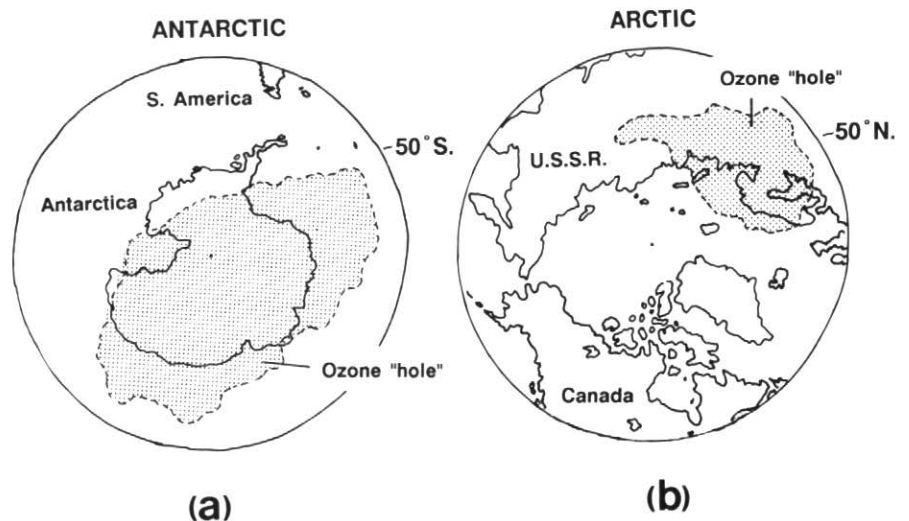 ANTARCTIC
S. America
50°S.
Antarctica
Ozone "hole"
(a)
ARCTIC
Ozone "hole"
50°N.
U.S.S.R.
Canada
(b)